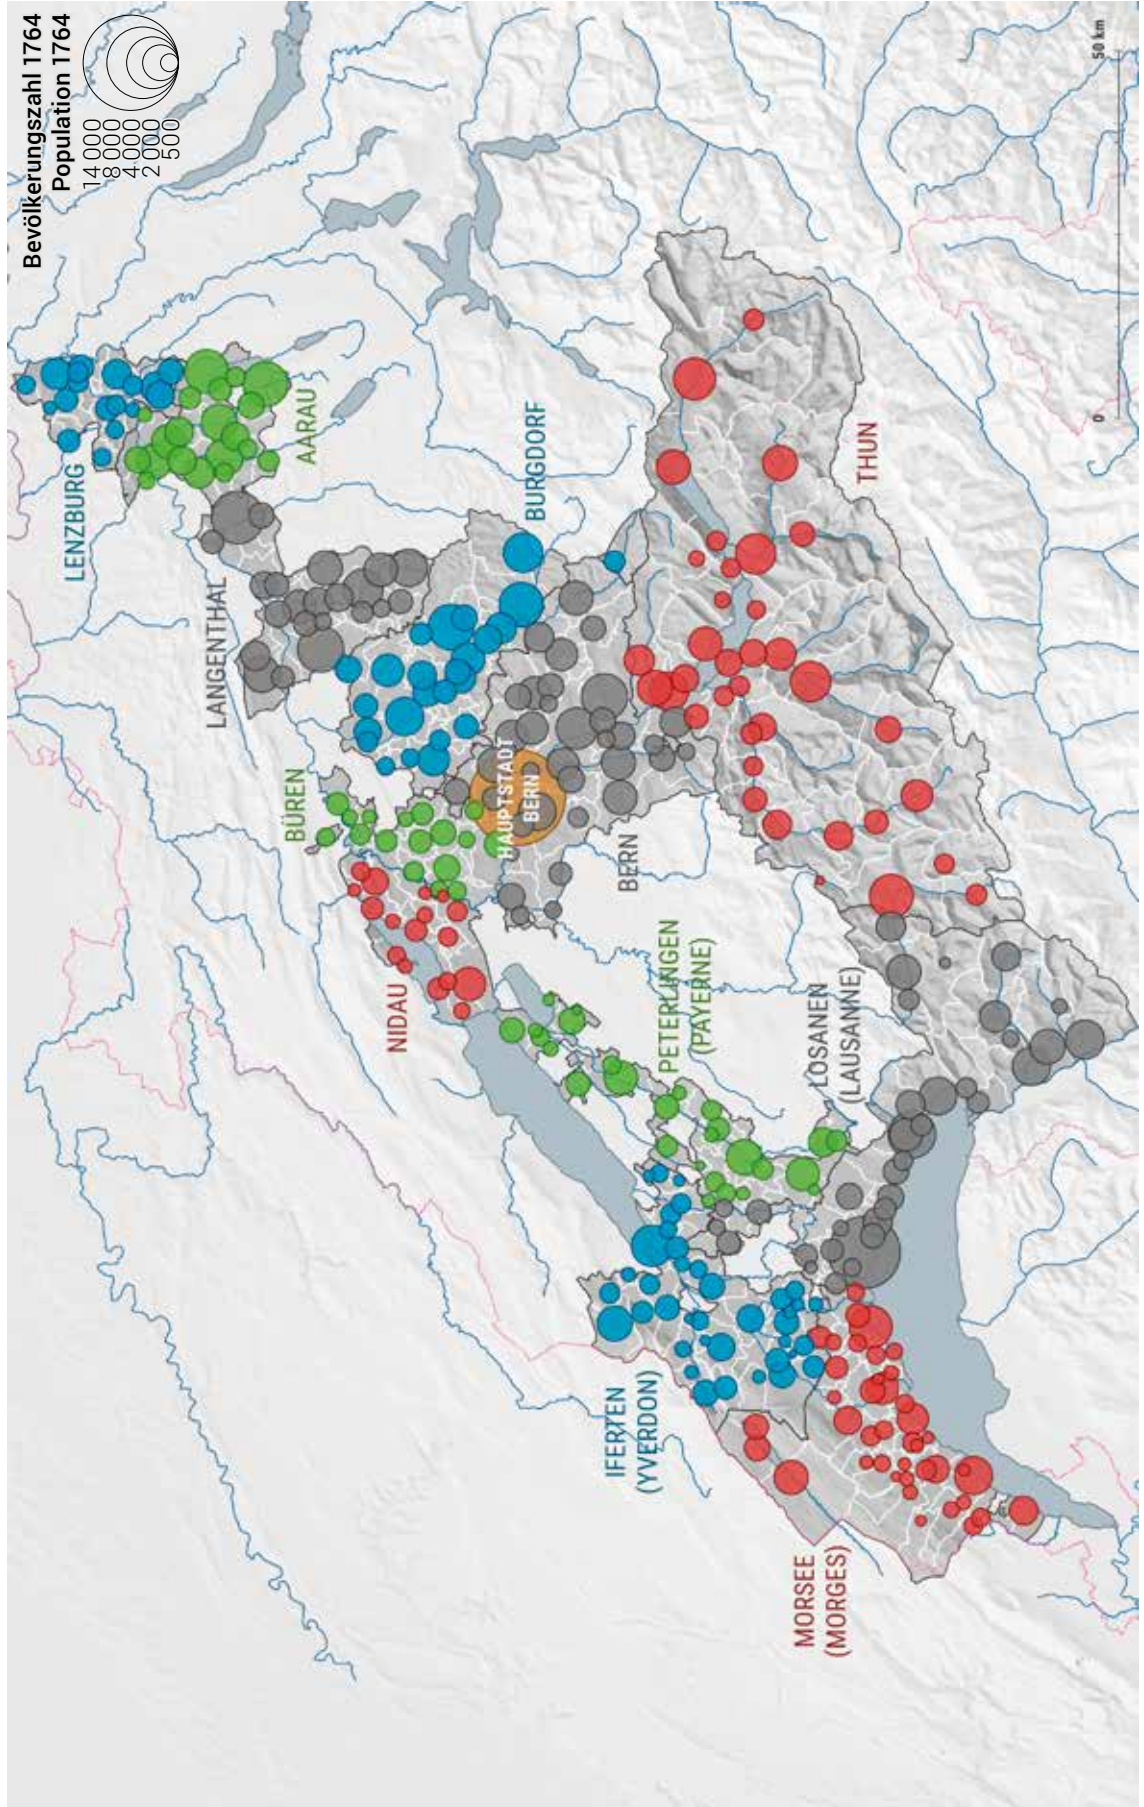 Bevölkerungszahl 1764
Population 1764
14 000
8 000
4 000
2 000
500
LENZBURG
AARAU
LANGENTHAL
BURGDORF
BÜREN
HAUPTSTADT
BERN
BERN
THUN
NIDAU
PETERLINGEN
(PAYERNE)
LOSANEN
(LAUSANNE)
IFERTEN
(YVERDON)
MORSEE
(MORGES)
0
50 km